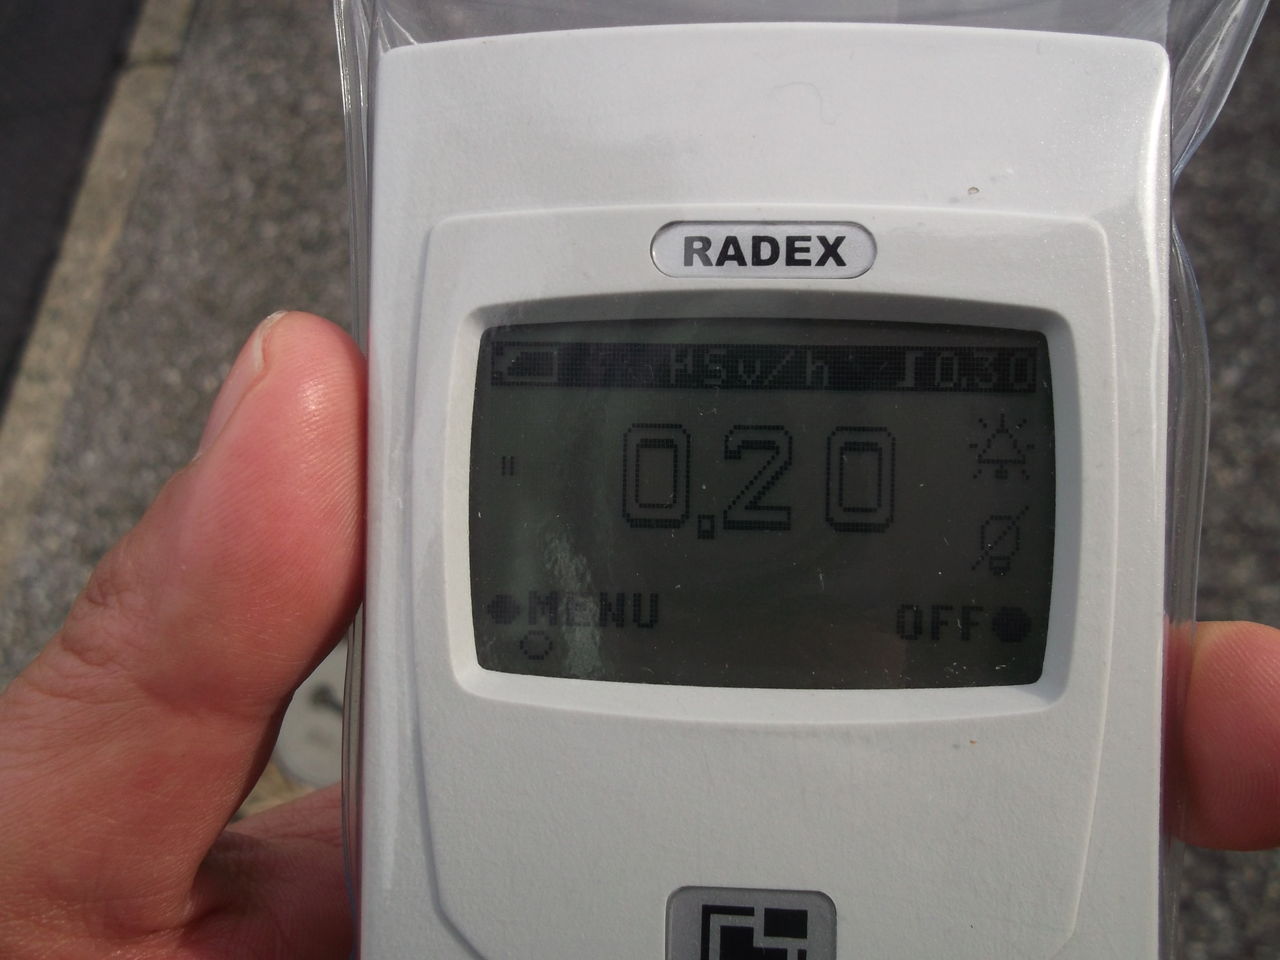 RADEX
µSv/h 0.30
0.20
MENU OFF